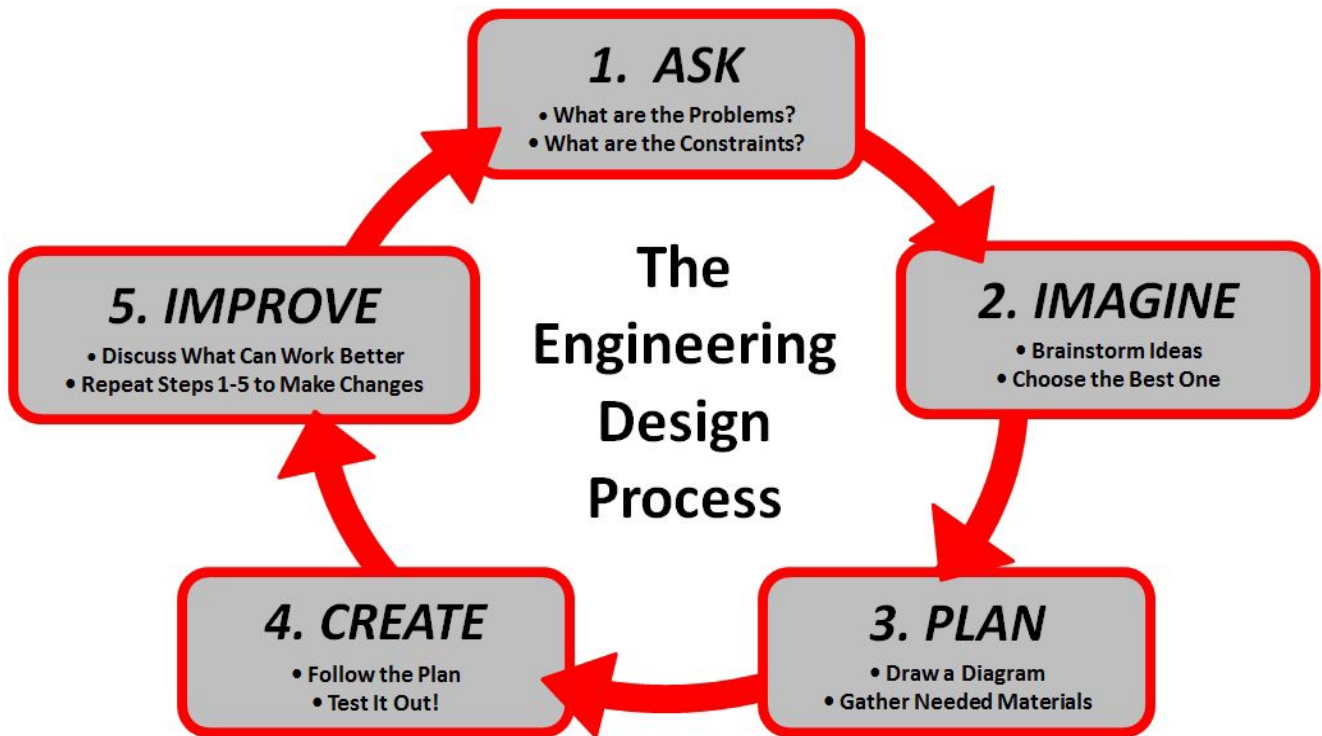 1. ASK
• What are the Problems?
• What are the Constraints?
The
Engineering
Design
Process
2. IMAGINE
• Brainstorm Ideas
• Choose the Best One
3. PLAN
• Draw a Diagram
• Gather Needed Materials
4. CREATE
• Follow the Plan
• Test It Out!
5. IMPROVE
• Discuss What Can Work Better
• Repeat Steps 1-5 to Make Changes